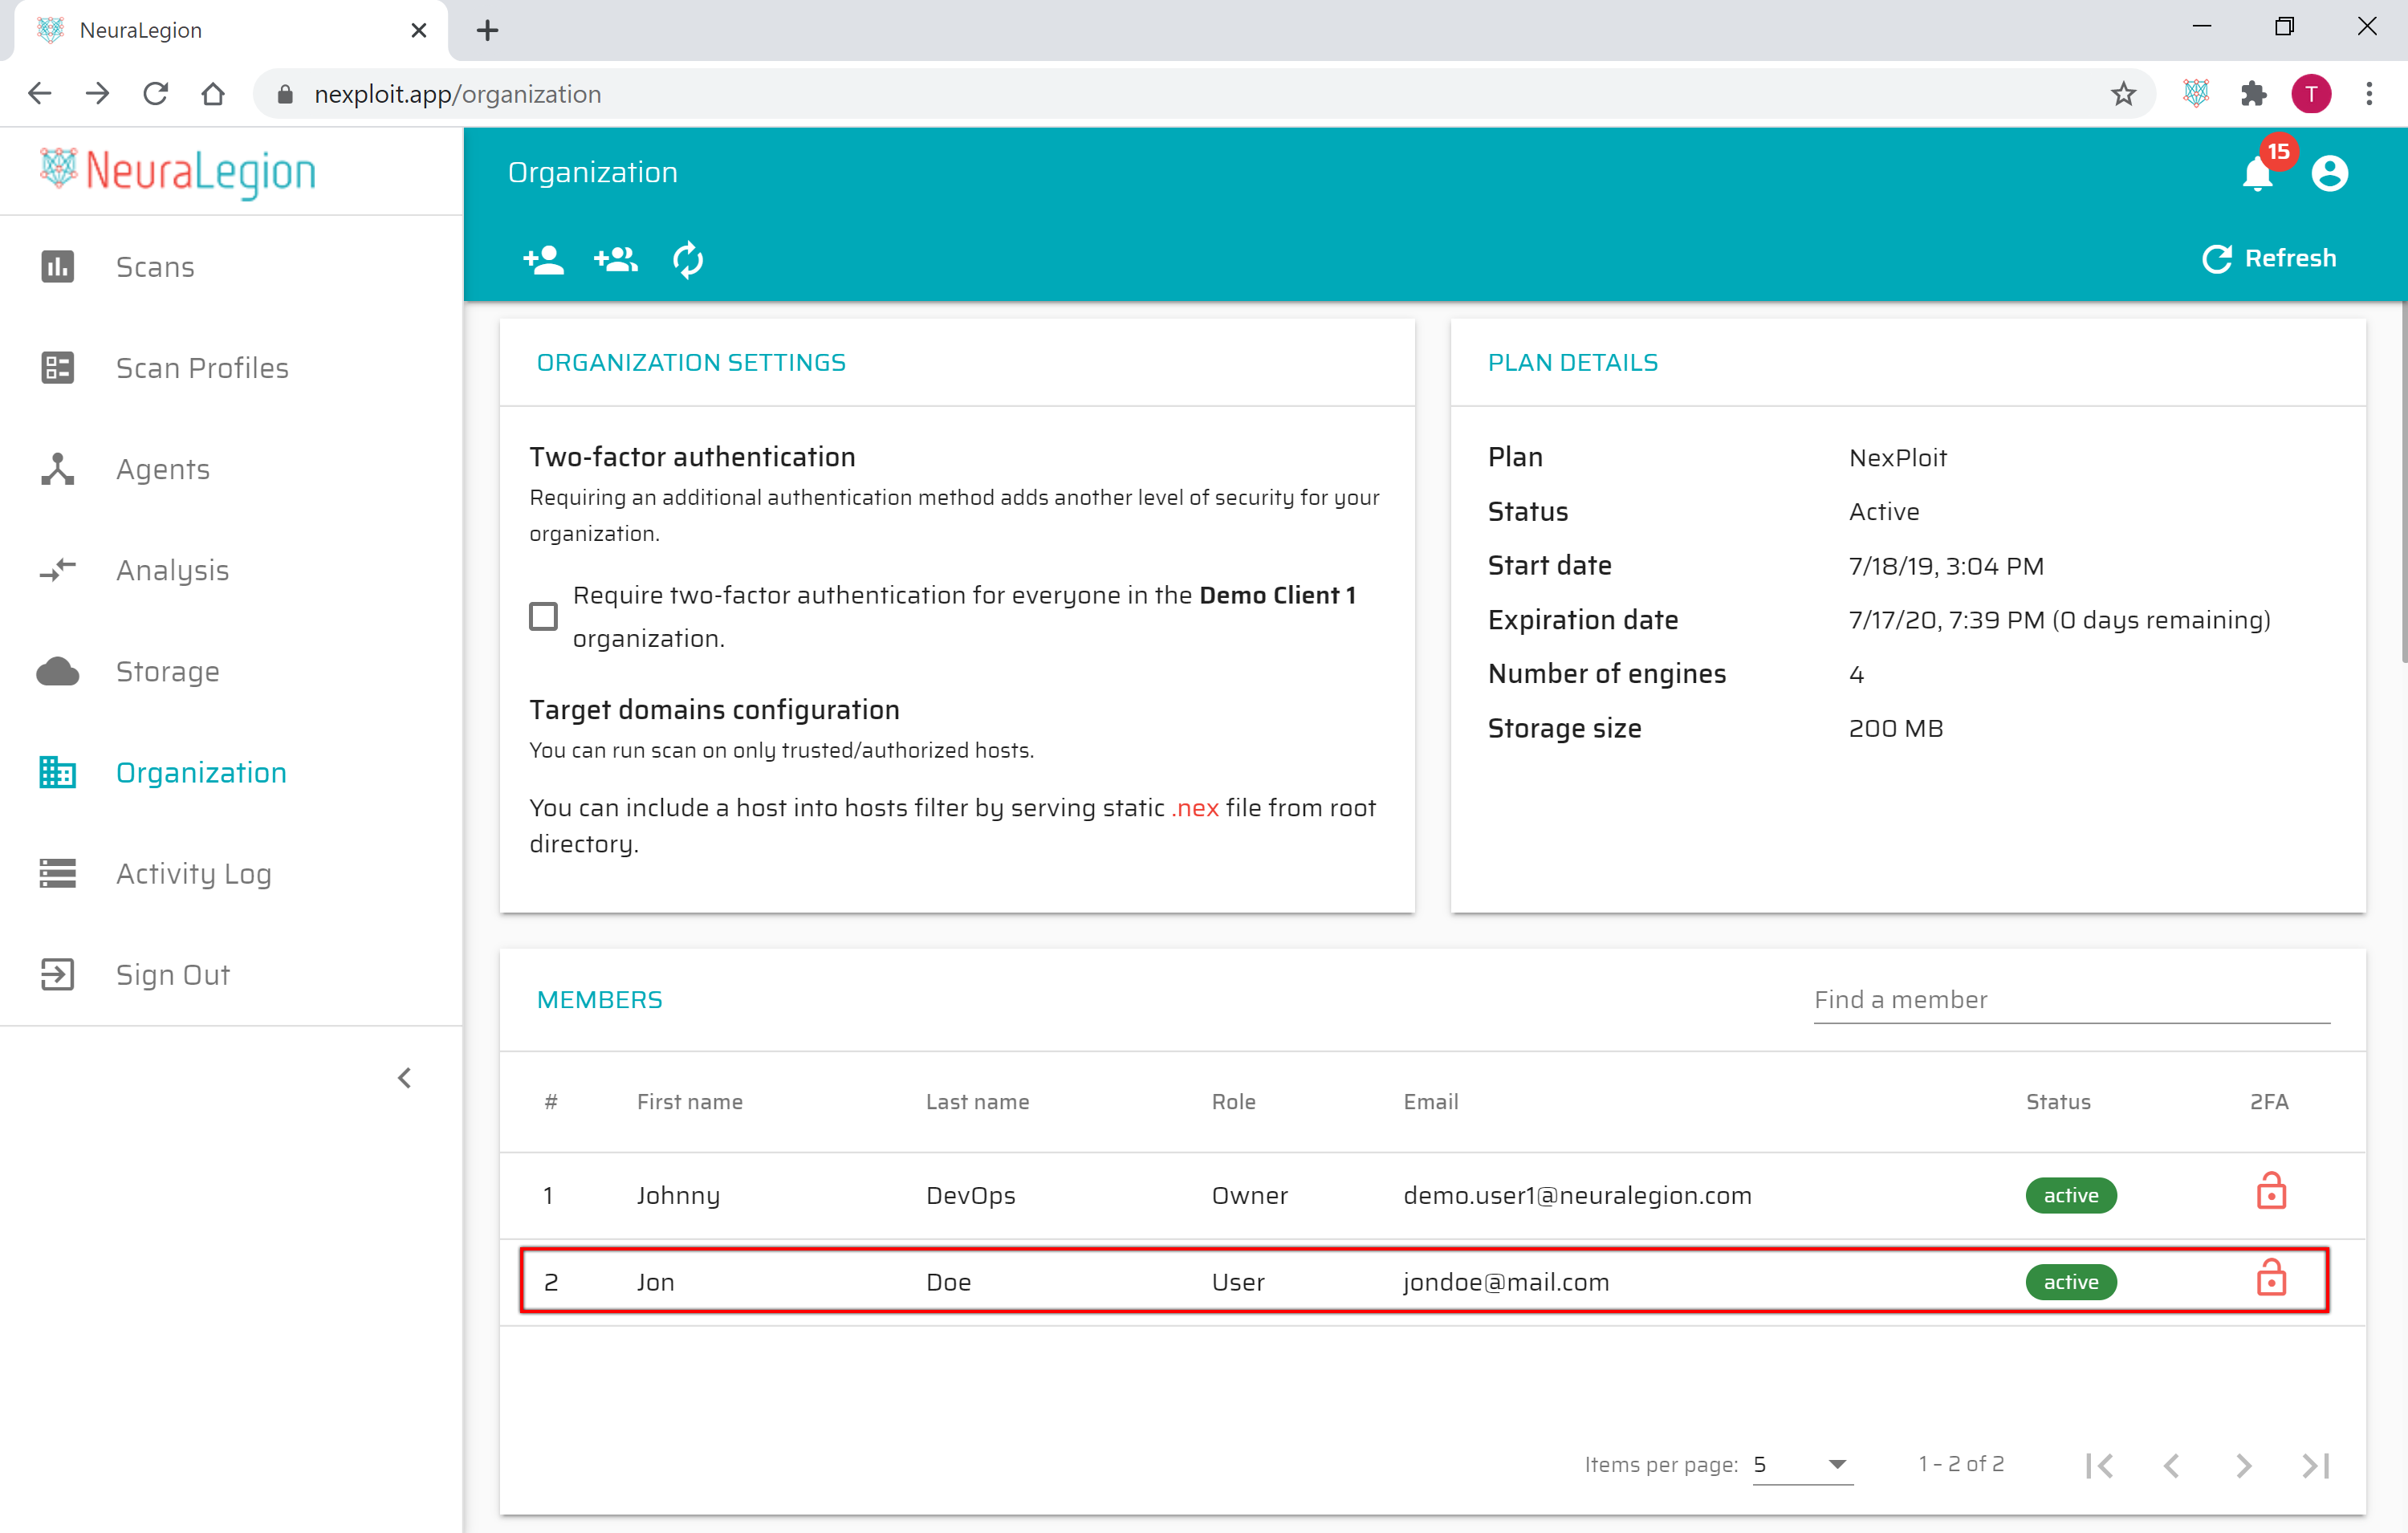 NeuraLegion
nexploit.app/organization
T
NeuraLegion
Scans
Scan Profiles
Agents
Analysis
Storage
Organization
Activity Log
Sign Out
Organization
15
Refresh
ORGANIZATION SETTINGS
Two-factor authentication
Requiring an additional authentication method adds another level of security for your
organization.
Require two-factor authentication for everyone in the Demo Client 1
organization.
Target domains configuration
You can run scan on only trusted/authorized hosts.
You can include a host into hosts filter by serving static .nex file from root
directory.
PLAN DETAILS
Plan NexPloit
Status Active
Start date 7/18/19, 3:04 PM
Expiration date 7/17/20, 7:39 PM (0 days remaining)
Number of engines 4
Storage size 200 MB
MEMBERS
Find a member
# First name Last name Role Email Status 2FA
1 Johnny DevOps Owner demo.user1@neuralegion.com active
2 Jon Doe User jondoe@mail.com active
Items per page: 5 1 – 2 of 2